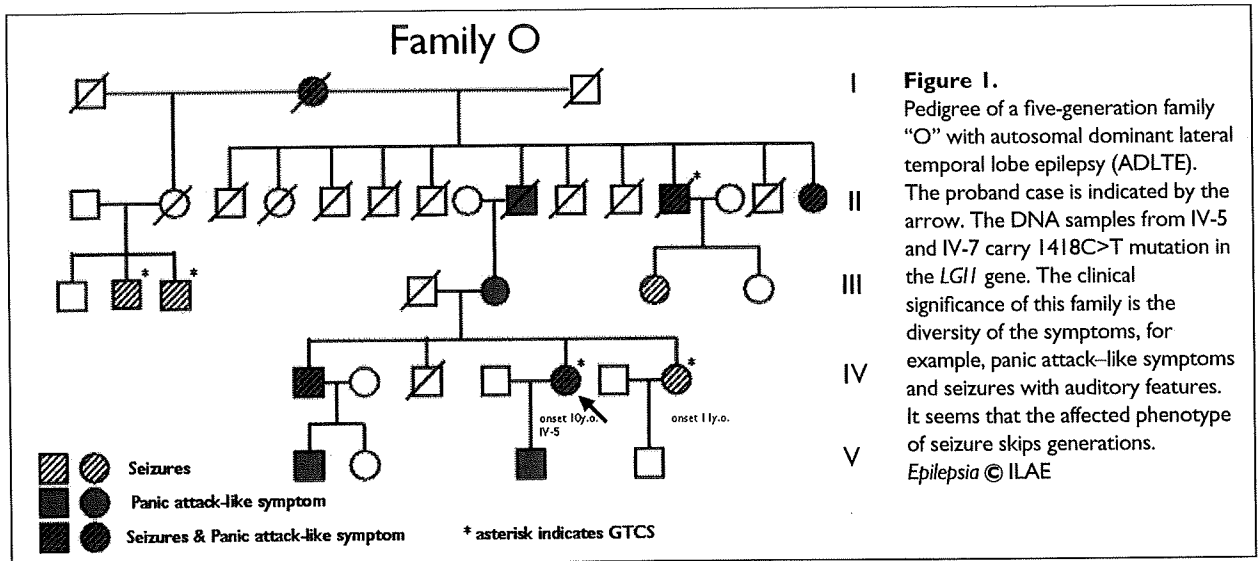 Family O
I
II
III
IV
V
onset 10y.o.
IV-5
onset 11y.o.
Seizures
Panic attack-like symptom
Seizures & Panic attack-like symptom
* asterisk indicates GTCS
Figure 1.
Pedigree of a five-generation family
“O” with autosomal dominant lateral
temporal lobe epilepsy (ADLTE).
The proband case is indicated by the
arrow. The DNA samples from IV-5
and IV-7 carry 1418C>T mutation in
the LGI1 gene. The clinical
significance of this family is the
diversity of the symptoms, for
example, panic attack–like symptoms
and seizures with auditory features.
It seems that the affected phenotype
of seizure skips generations.
Epilepsia © ILAE